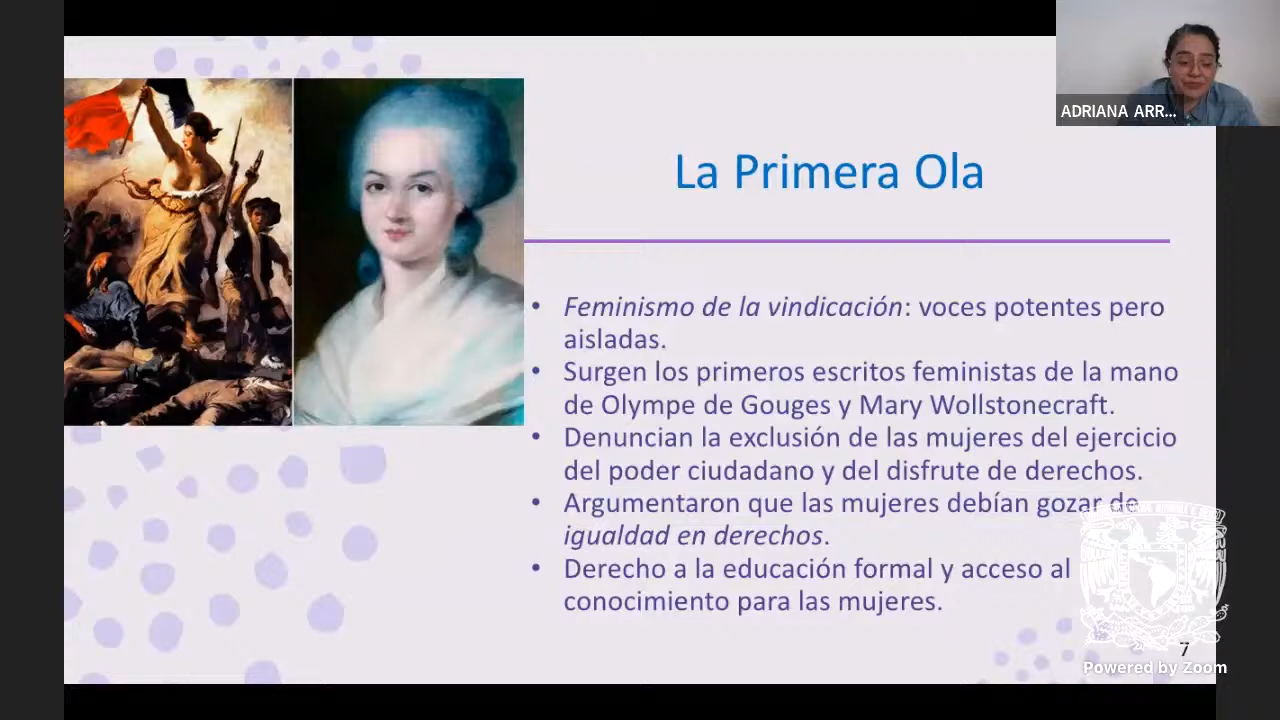 ADRIANA ARR...
La Primera Ola
• Feminismo de la vindicación: voces potentes pero
aisladas.
• Surgen los primeros escritos feministas de la mano
de Olympe de Gouges y Mary Wollstonecraft.
• Denuncian la exclusión de las mujeres del ejercicio
del poder ciudadano y del disfrute de derechos.
• Argumentaron que las mujeres debían gozar de
igualdad en derechos.
• Derecho a la educación formal y acceso al
conocimiento para las mujeres.
7
Powered by Zoom